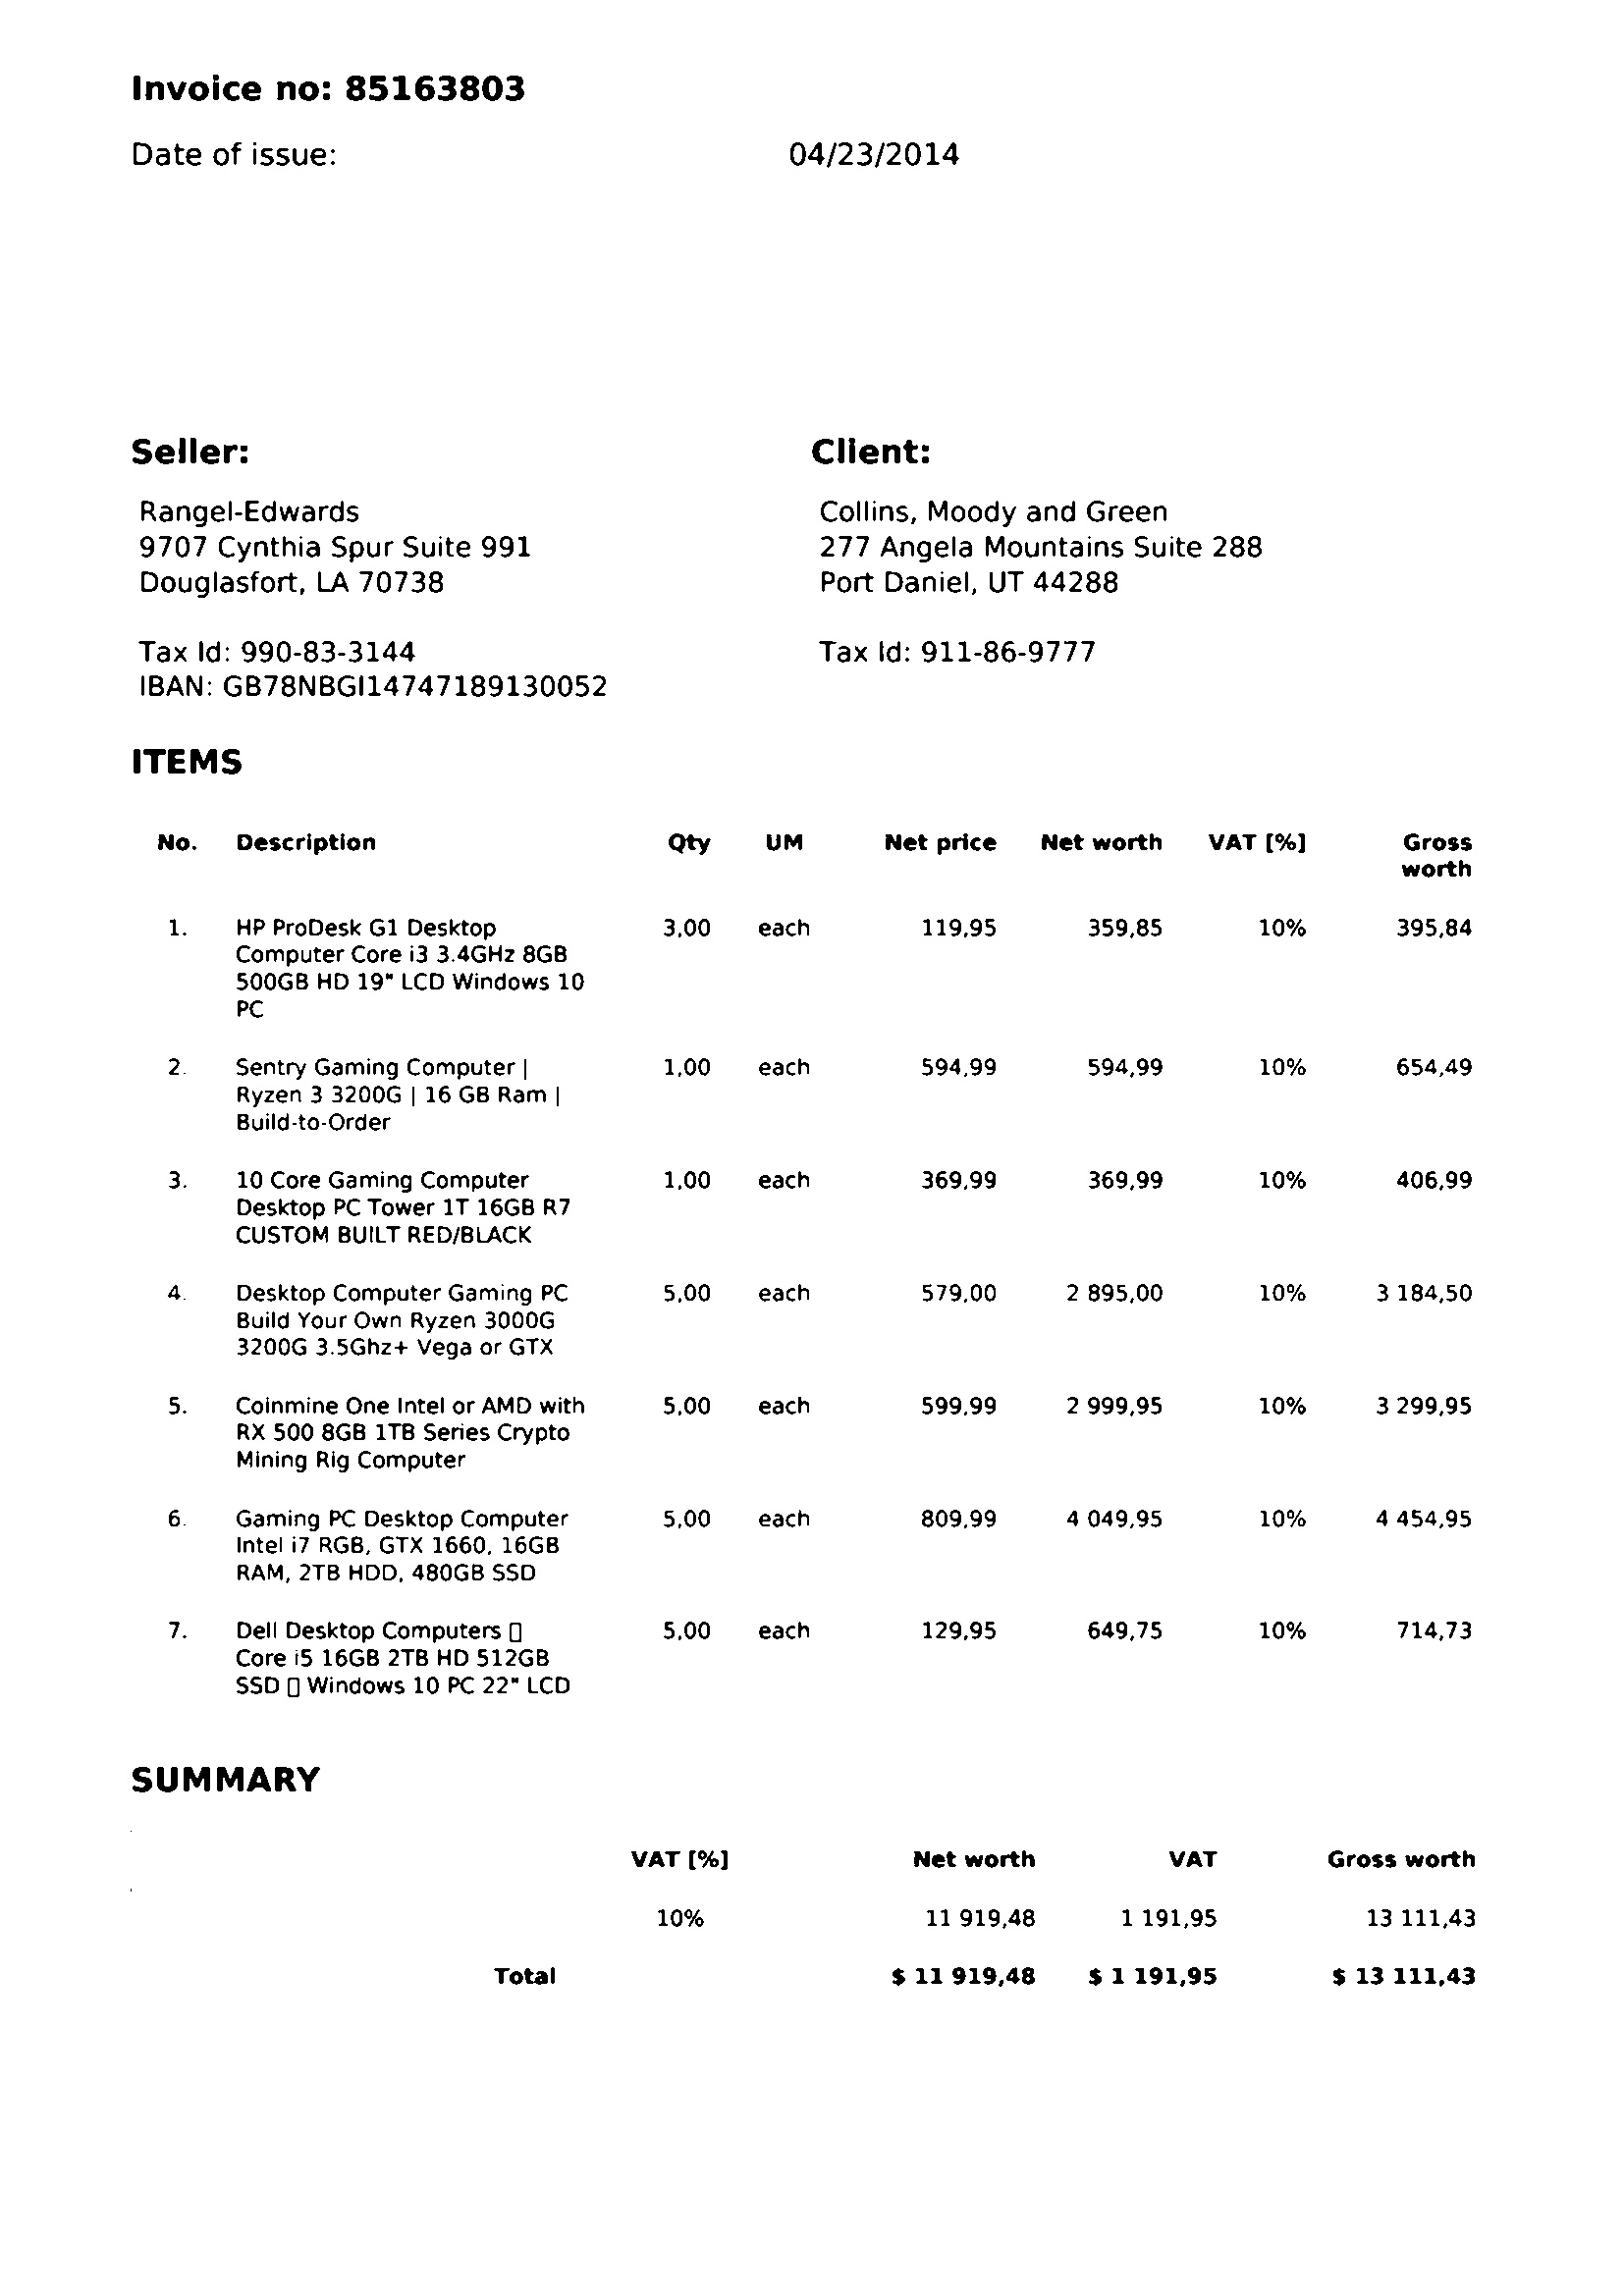 Invoice no: 85163803
Date of issue: 04/23/2014
Seller: Client:
Rangel-Edwards Collins, Moody and Green
9707 Cynthia Spur Suite 991 277 Angela Mountains Suite 288
Douglasfort, LA 70738 Port Daniel, UT 44288
Tax Id: 990-83-3144 Tax Id: 911-86-9777
IBAN: GB78NBGI14747189130052
ITEMS
No. Description Qty UM Net price Net worth VAT [%] Gross
worth
1. HP ProDesk G1 Desktop 3,00 each 119,95 359,85 10% 395,84
Computer Core i3 3.4GHz 8GB
500GB HD 19" LCD Windows 10
PC
2. Sentry Gaming Computer | 1,00 each 594,99 594,99 10% 654,49
Ryzen 3 3200G | 16 GB Ram |
Build-to-Order
3. 10 Core Gaming Computer 1,00 each 369,99 369,99 10% 406,99
Desktop PC Tower 1T 16GB R7
CUSTOM BUILT RED/BLACK
4. Desktop Computer Gaming PC 5,00 each 579,00 2 895,00 10% 3 184,50
Build Your Own Ryzen 3000G
3200G 3.5Ghz+ Vega or GTX
5. Coinmine One Intel or AMD with 5,00 each 599,99 2 999,95 10% 3 299,95
RX 500 8GB 1TB Series Crypto
Mining Rig Computer
6. Gaming PC Desktop Computer 5,00 each 809,99 4 049,95 10% 4 454,95
Intel i7 RGB, GTX 1660, 16GB
RAM, 2TB HDD, 480GB SSD
7. Dell Desktop Computers ▯ 5,00 each 129,95 649,75 10% 714,73
Core i5 16GB 2TB HD 512GB
SSD ▯ Windows 10 PC 22" LCD
SUMMARY
VAT [%] Net worth VAT Gross worth
10% 11 919,48 1 191,95 13 111,43
Total $ 11 919,48 $ 1 191,95 $ 13 111,43